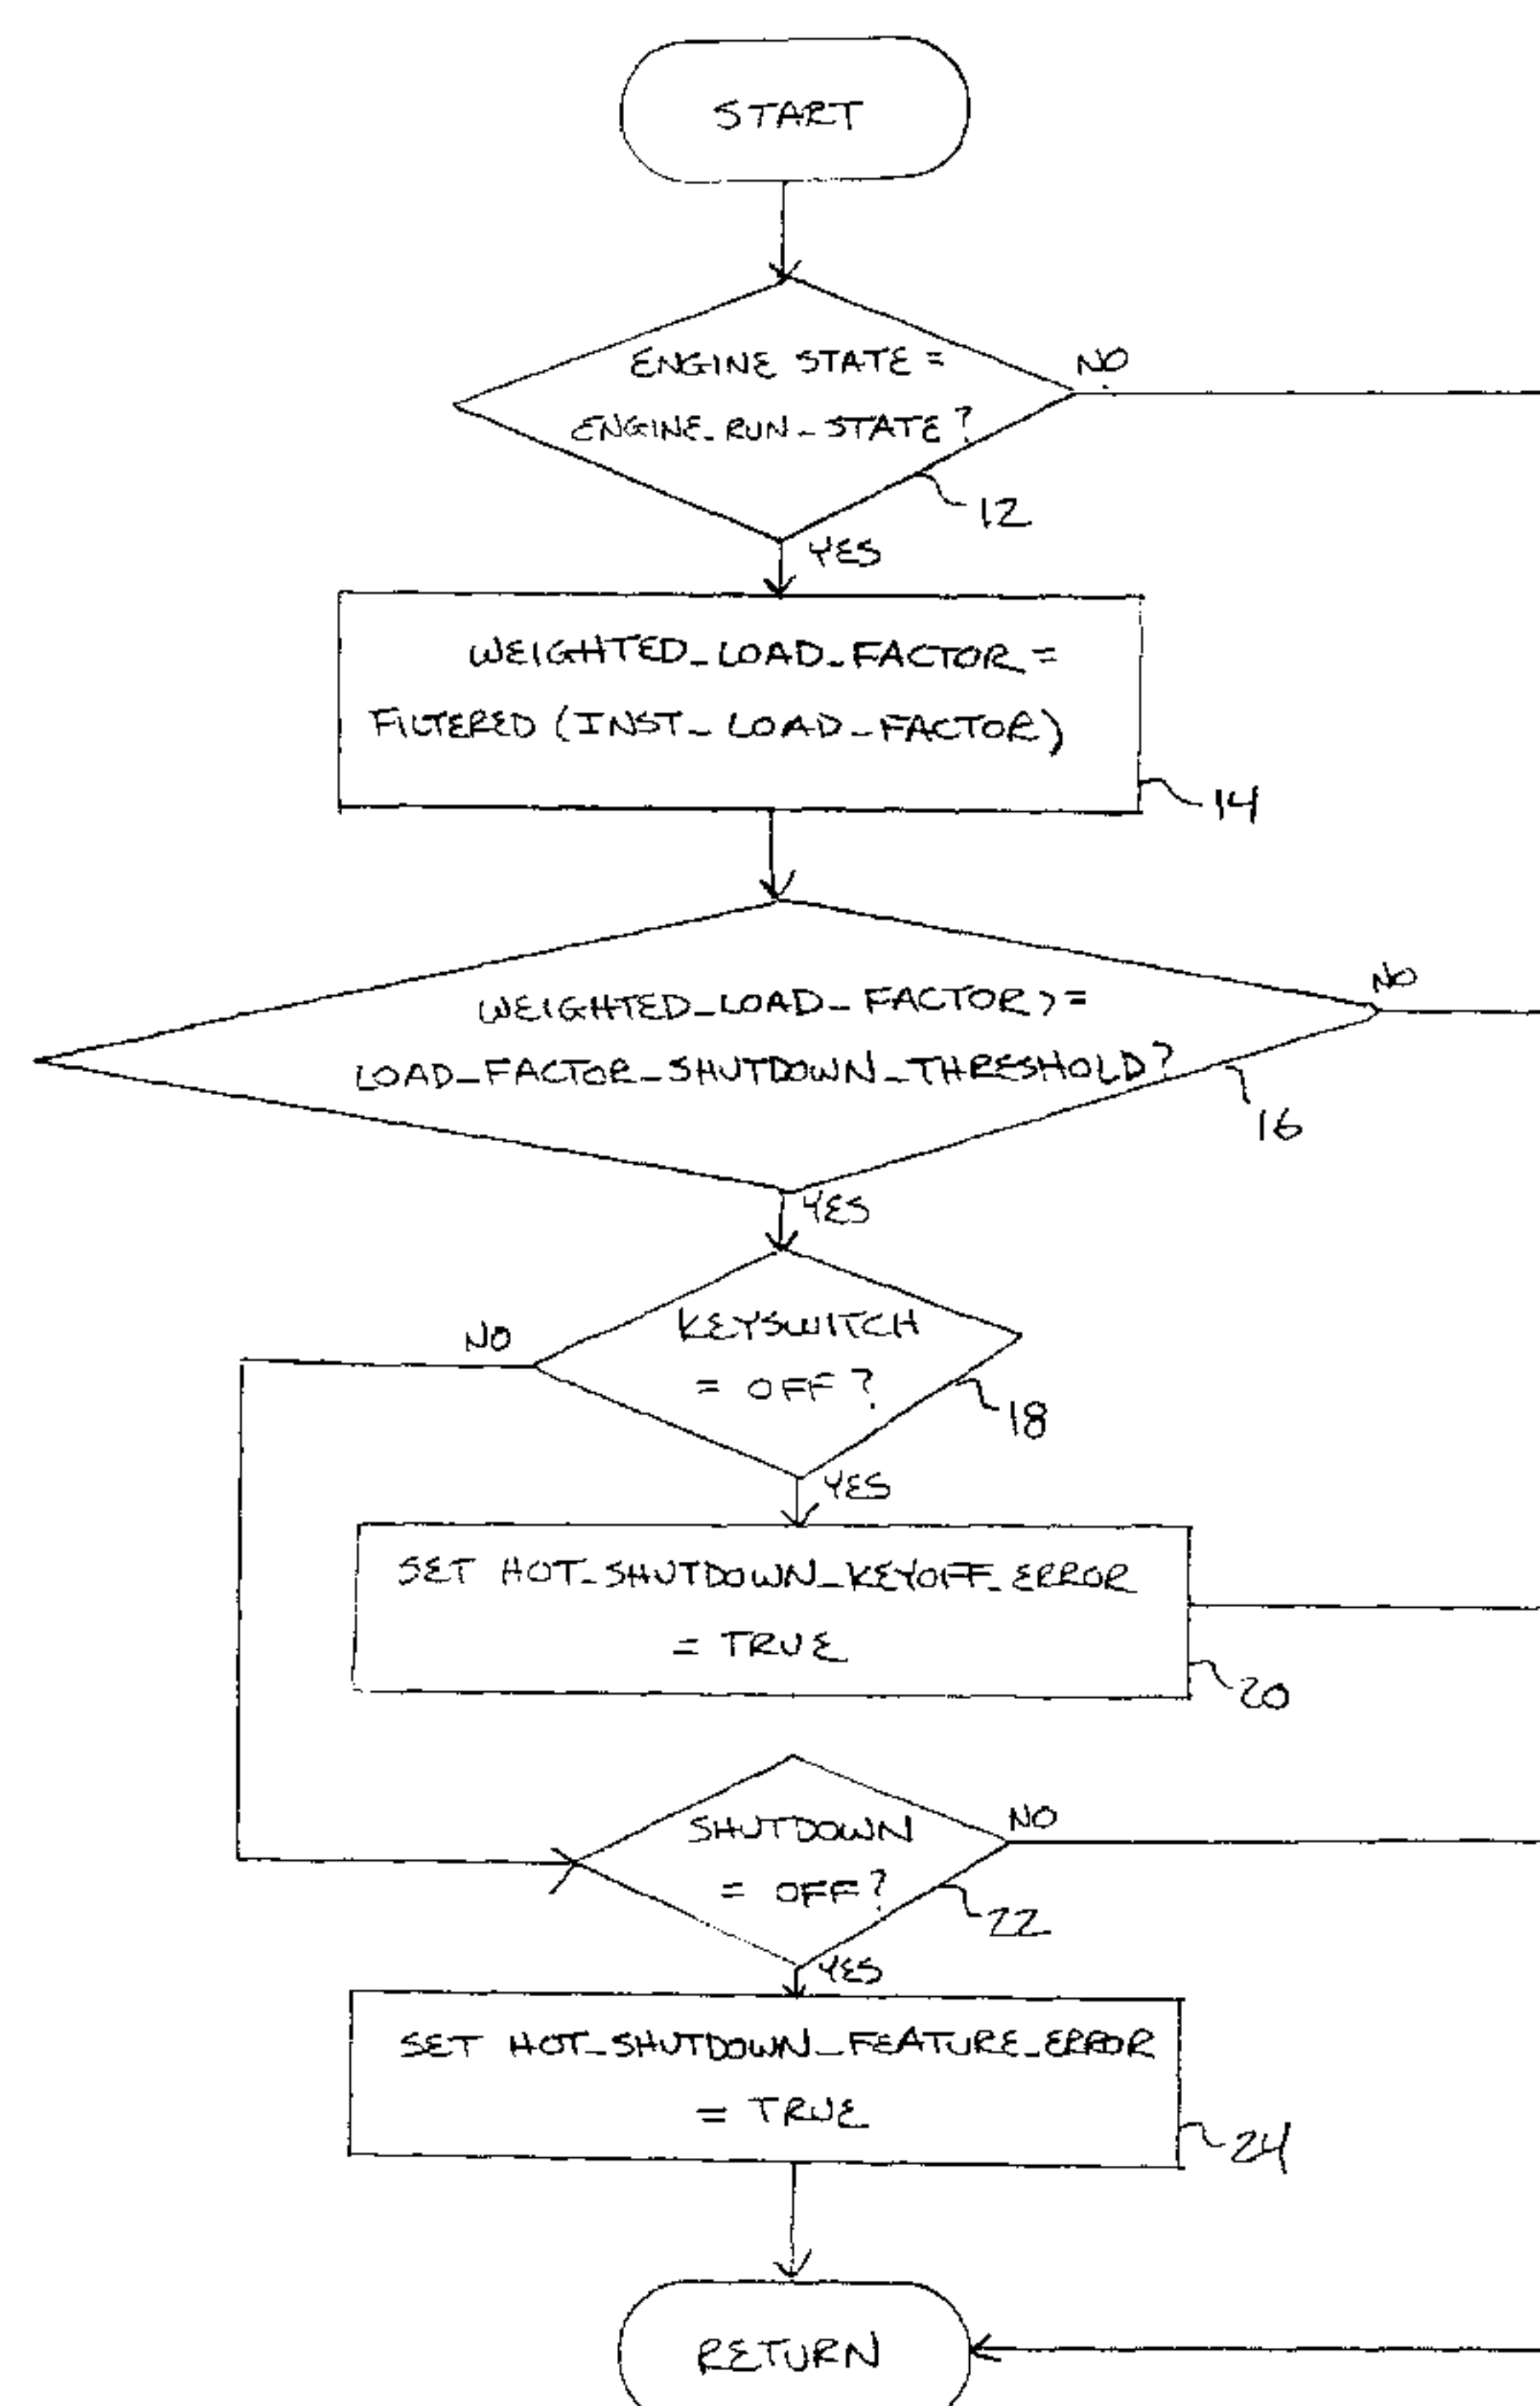 START
ENGINE STATE =
ENGINE_RUN_STATE?
NO
12
YES
WEIGHTED_LOAD_FACTOR =
FILTERED (INST_LOAD_FACTOR)
14
WEIGHTED_LOAD_FACTOR >=
LOAD_FACTOR_SHUTDOWN_THRESHOLD?
NO
16
YES
KEYSWITCH
= OFF?
NO
18
YES
SET HOT_SHUTDOWN_KEYOFF_ERROR
= TRUE
20
SHUTDOWN
= OFF?
NO
22
YES
SET HOT_SHUTDOWN_FEATURE_ERROR
= TRUE
24
RETURN